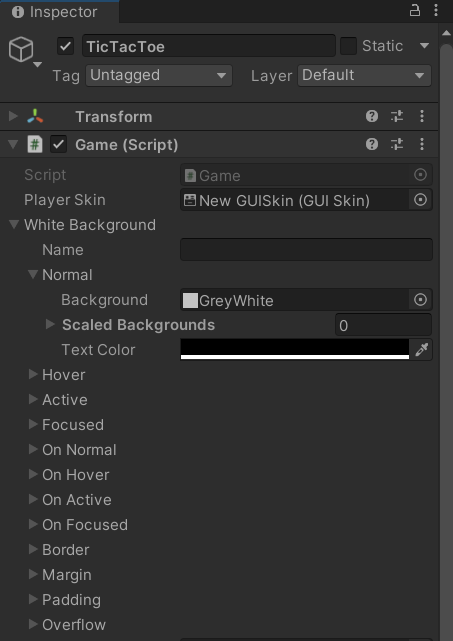 Inspector
TicTacToe Static
Tag Untagged Layer Default
Transform
# Game (Script)
Script # Game
Player Skin New GUISkin (GUI Skin)
White Background
Name
Normal
Background GreyWhite
Scaled Backgrounds 0
Text Color
Hover
Active
Focused
On Normal
On Hover
On Active
On Focused
Border
Margin
Padding
Overflow